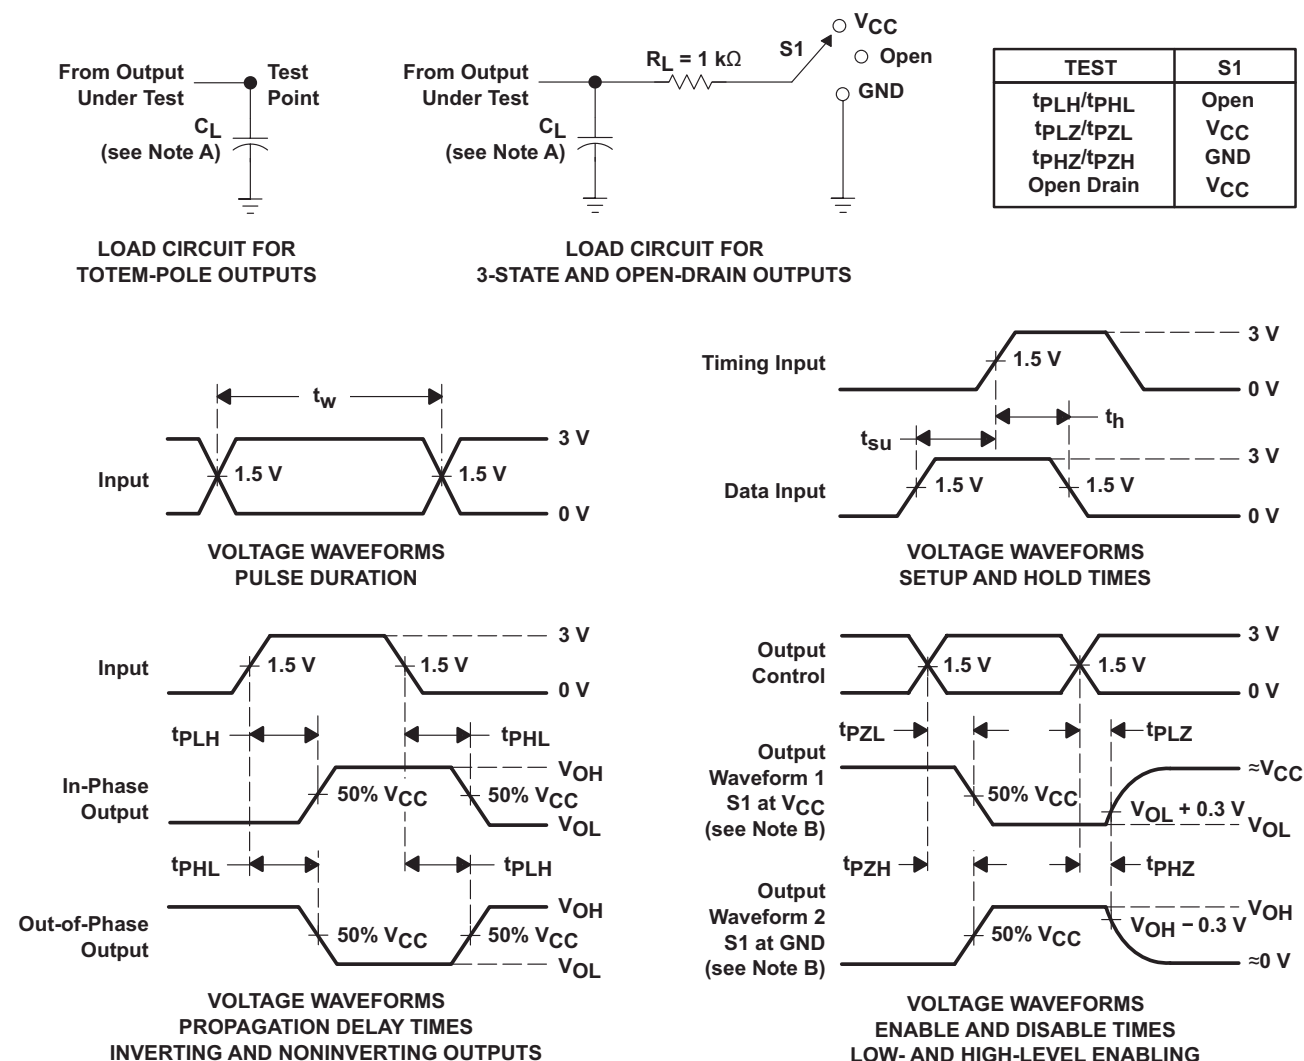 From Output
Under Test
Test
Point
CL
(see Note A)
LOAD CIRCUIT FOR
TOTEM-POLE OUTPUTS
From Output
Under Test
RL = 1 kΩ
S1
VCC
Open
GND
CL
(see Note A)
LOAD CIRCUIT FOR
3-STATE AND OPEN-DRAIN OUTPUTS
TEST S1
tPLH/tPHL Open
tPLZ/tPZL VCC
tPHZ/tPZH GND
Open Drain VCC
tw
Input
1.5 V
1.5 V
3 V
0 V
VOLTAGE WAVEFORMS
PULSE DURATION
Timing Input
1.5 V
3 V
0 V
th
tsu
Data Input
1.5 V
1.5 V
3 V
0 V
VOLTAGE WAVEFORMS
SETUP AND HOLD TIMES
Input
1.5 V
1.5 V
3 V
0 V
tPLH
tPHL
In-Phase
Output
50% VCC
50% VCC
VOH
VOL
tPHL
tPLH
Out-of-Phase
Output
50% VCC
50% VCC
VOH
VOL
VOLTAGE WAVEFORMS
PROPAGATION DELAY TIMES
INVERTING AND NONINVERTING OUTPUTS
Output
Control
1.5 V
1.5 V
3 V
0 V
tPZL
tPLZ
Output
Waveform 1
S1 at VCC
(see Note B)
50% VCC
VOL + 0.3 V
≈VCC
VOL
tPZH
tPHZ
Output
Waveform 2
S1 at GND
(see Note B)
50% VCC
VOH − 0.3 V
VOH
≈0 V
VOLTAGE WAVEFORMS
ENABLE AND DISABLE TIMES
LOW- AND HIGH-LEVEL ENABLING